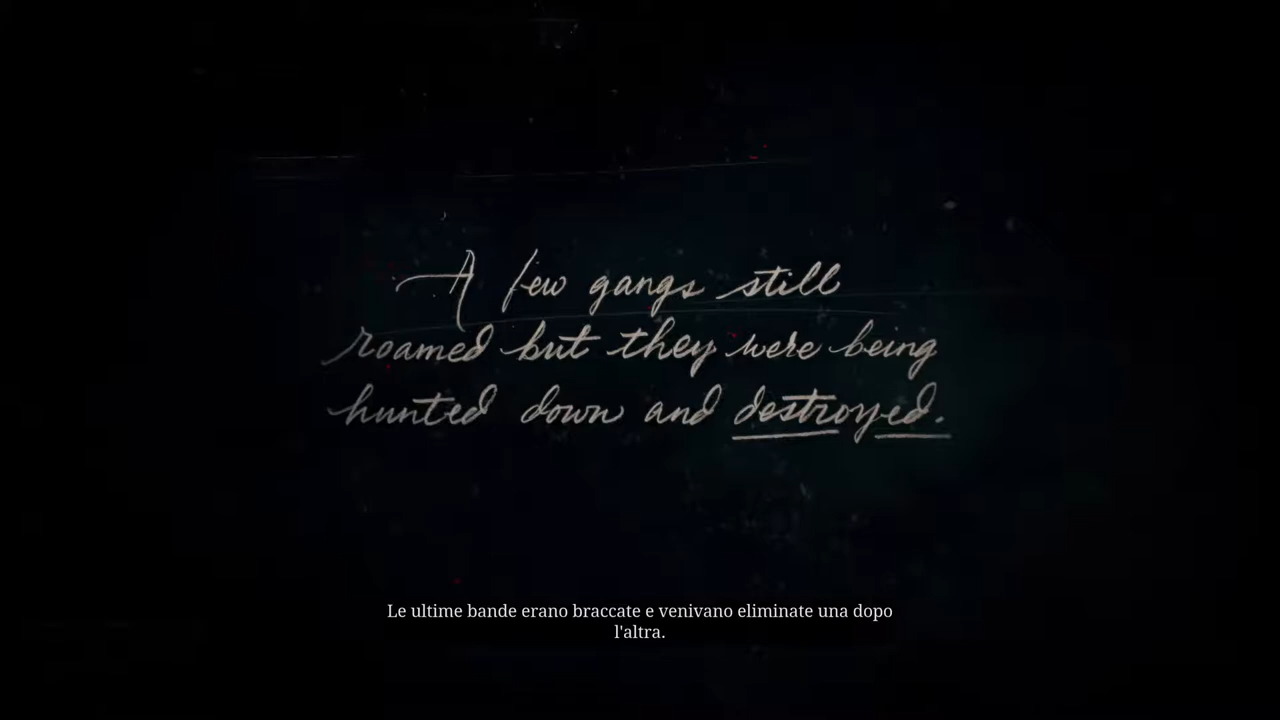 A few gangs still
roamed but they were being
hunted down and destroyed.
Le ultime bande erano braccate e venivano eliminate una dopo
l'altra.